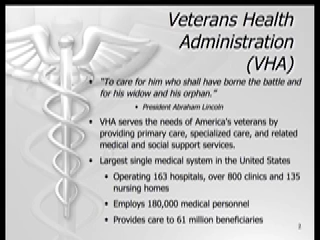 Veterans Health
Administration
(VHA)
"To care for him who shall have borne the battle and
for his widow and his orphan."
President Abraham Lincoln
VHA serves the needs of America's veterans by
providing primary care, specialized care, and related
medical and social support services.
Largest single medical system in the United States
Operating 163 hospitals, over 800 clinics and 135
nursing homes
Employs 180,000 medical personnel
Provides care to 61 million beneficiaries